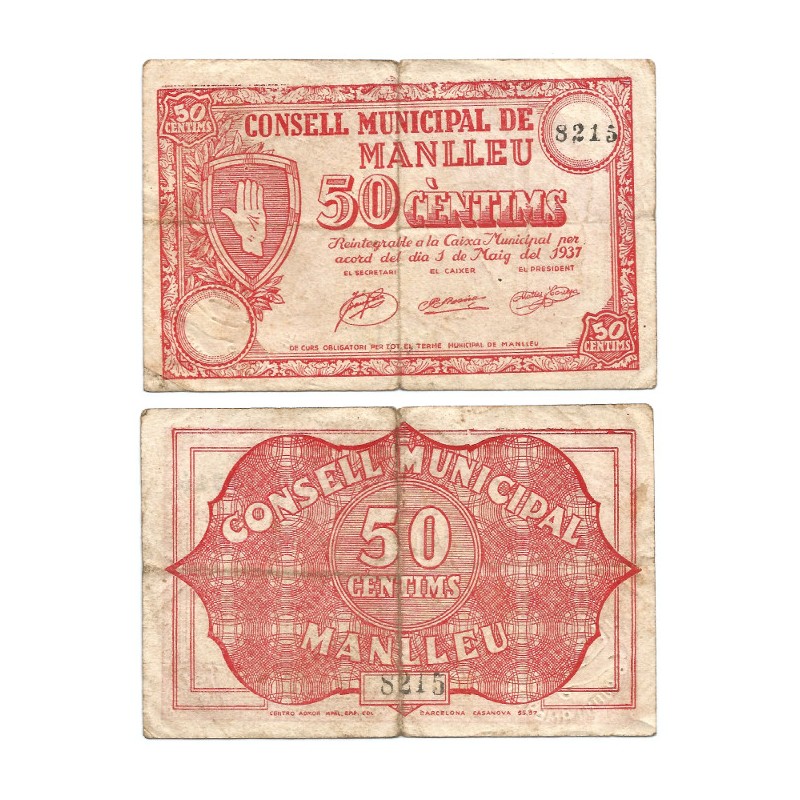 50
CENTIMS
CONSELL MUNICIPAL DE
MANLLEU
8215
50 CÈNTIMS
Reintegrable a la Caixa Municipal per
acord del dia 1 de Maig del 1937
EL SECRETARI EL CAIXER EL PRESIDENT
50
CENTIMS
DE CURS OBLIGATORI PER TOT EL TERME MUNICIPAL DE MANLLEU
CONSELL MUNICIPAL
50
CENTIMS
MANLLEU
8215
CENTRO BARCELONA CASANOVA